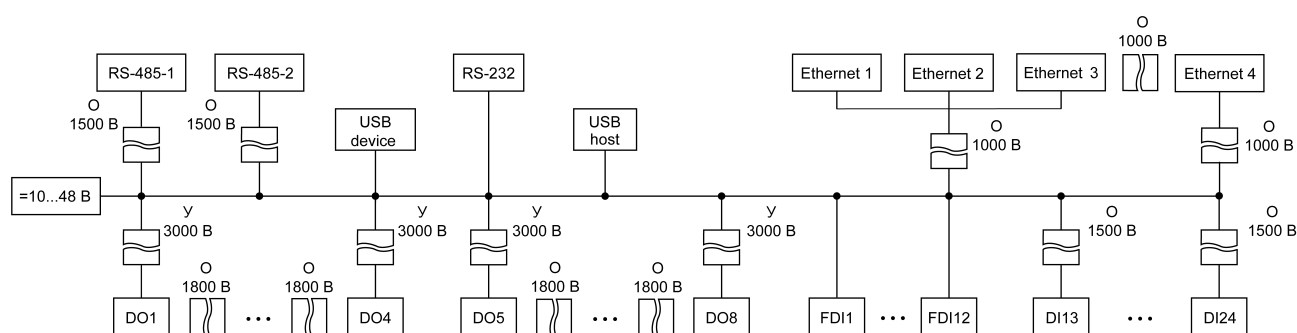 О
1000 В
RS-485-1
RS-485-2
RS-232
Ethernet 1
Ethernet 2
Ethernet 3
Ethernet 4
О
1500 В
О
1500 В
USB
device
USB
host
О
1000 В
О
1000 В
=10...48 В
У
3000 В
У
3000 В
У
3000 В
У
3000 В
О
1500 В
О
1500 В
О
1800 В
О
1800 В
О
1800 В
О
1800 В
DO1
...
DO4
DO5
...
DO8
FDI1
...
FDI12
DI13
...
DI24